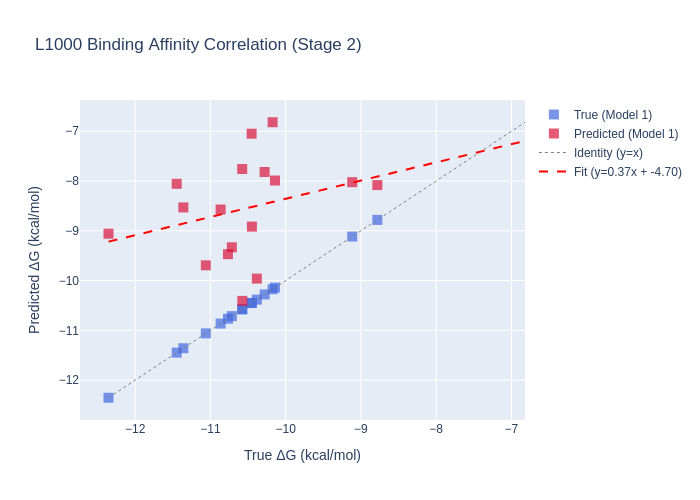 L1000 Binding Affinity Correlation (Stage 2)
True (Model 1)
Predicted (Model 1)
Identity (y=x)
Fit (y=0.37x + -4.70)
Predicted ΔG (kcal/mol)
−7
−8
−9
−10
−11
−12
−12 −11 −10 −9 −8 −7
True ΔG (kcal/mol)